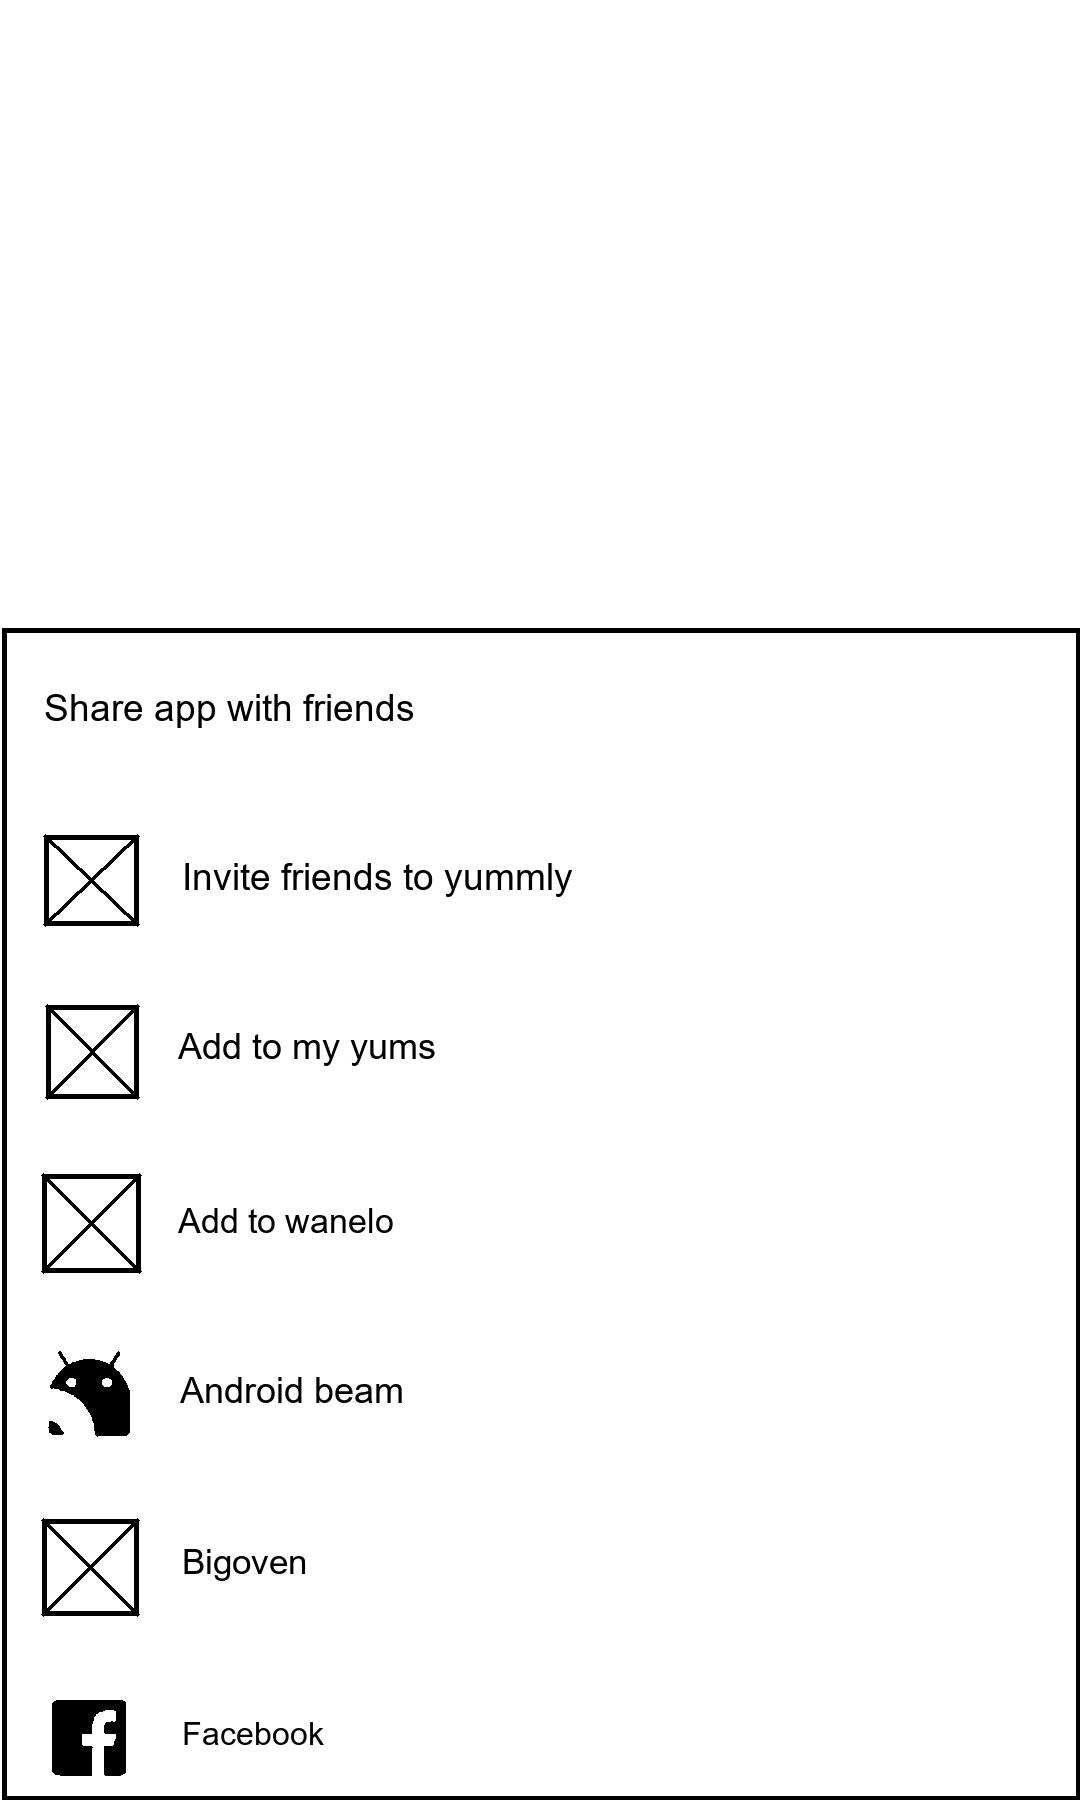 Share app with friends
Invite friends to yummly
Add to my yums
Add to wanelo
Android beam
Bigoven
Facebook